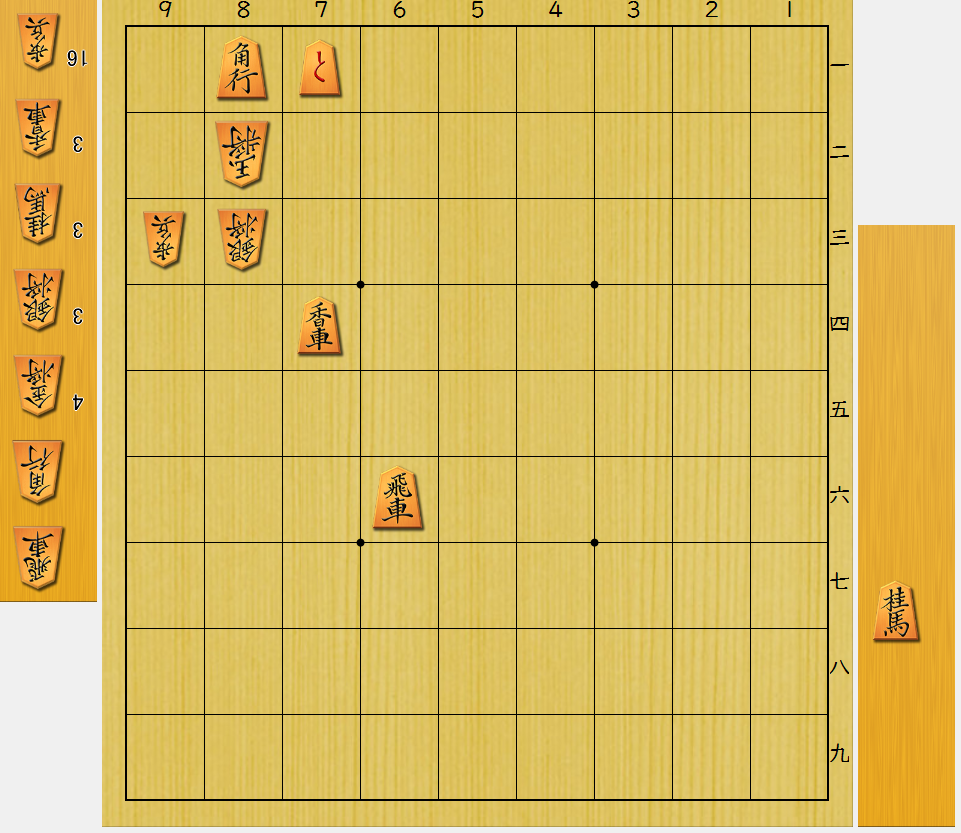 9 8 7 6 5 4 3 2 1
角行 と 一
玉将 二
歩兵 銀将 三
香車 四
五
飛車 六
七
八
九
歩兵 16
香車 3
桂馬 3
銀将 3
金将 4
角行
飛車
桂馬